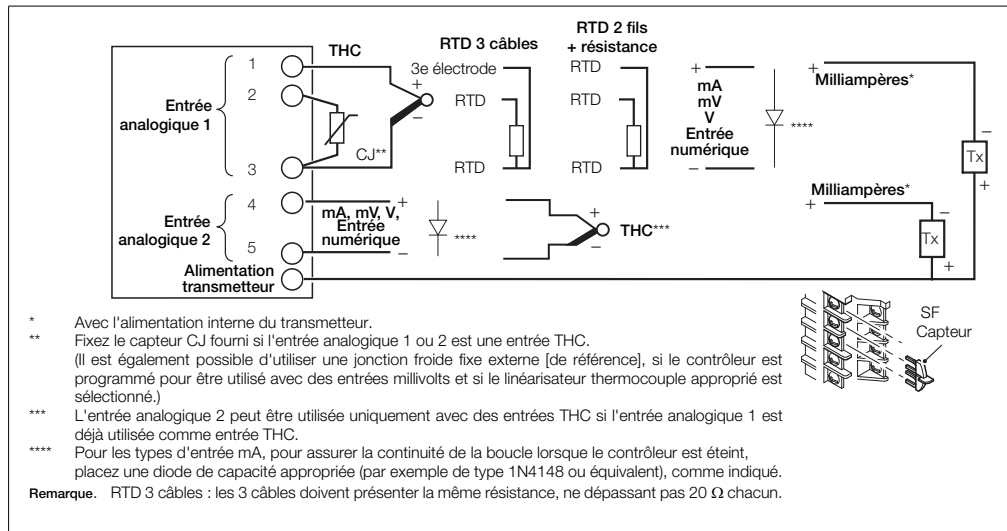 THC
RTD 3 câbles
RTD 2 fils
+ résistance
1
2
3
4
5
Entrée
analogique 1
Entrée
analogique 2
Alimentation
transmetteur
+
–
CJ**
3e électrode
RTD
RTD
RTD
RTD
RTD
+
mA
mV
V
Entrée
numérique
–
****
+
Milliampères*
–
Tx
+
Milliampères*
+
–
Tx
+
mA, mV, V,
Entrée
numérique
+
–
****
+
–
THC***
SF
Capteur
* Avec l'alimentation interne du transmetteur.
** Fixez le capteur CJ fourni si l'entrée analogique 1 ou 2 est une entrée THC.
(Il est également possible d'utiliser une jonction froide fixe externe [de référence], si le contrôleur est
programmé pour être utilisé avec des entrées millivolts et si le linéarisateur thermocouple approprié est
sélectionné.)
*** L'entrée analogique 2 peut être utilisée uniquement avec des entrées THC si l'entrée analogique 1 est
déjà utilisée comme entrée THC.
**** Pour les types d'entrée mA, pour assurer la continuité de la boucle lorsque le contrôleur est éteint,
placez une diode de capacité appropriée (par exemple de type 1N4148 ou équivalent), comme indiqué.
Remarque. RTD 3 câbles : les 3 câbles doivent présenter la même résistance, ne dépassant pas 20 Ω chacun.